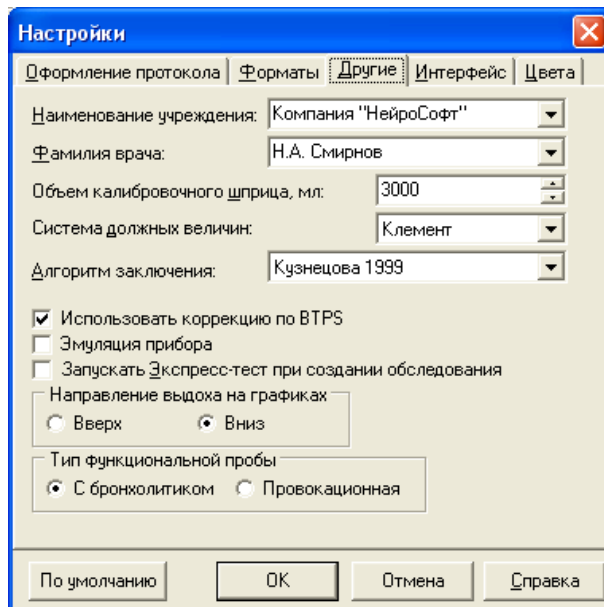 Настройки
Оформление протокола Форматы Другие Интерфейс Цвета
Наименование учреждения: Компания "НейроСофт"
Фамилия врача: Н.А. Смирнов
Объем калибровочного шприца, мл: 3000
Система должных величин: Клемент
Алгоритм заключения: Кузнецова 1999
Использовать коррекцию по BTPS
Эмуляция прибора
Запускать Экспресс-тест при создании обследования
Направление выдоха на графиках
Вверх Вниз
Тип функциональной пробы
С бронхолитиком Провокационная
По умолчанию OK Отмена Справка